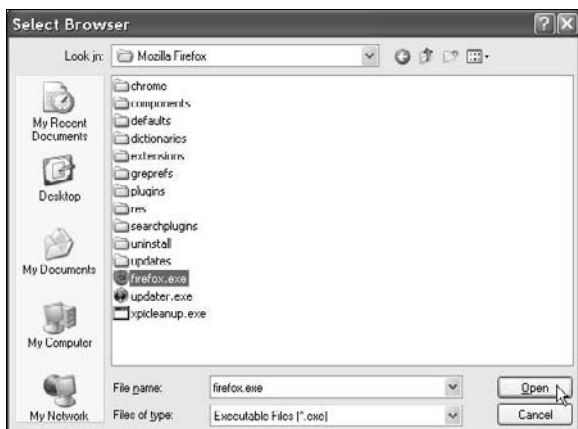 Select Browser
Look in: Mozilla Firefox
My Recent
Documents
Desktop
My Documents
My Computer
My Network
chrome
components
defaults
dictionaries
extensions
greprefs
plugins
res
searchplugins
uninstall
updates
firefox.exe
updater.exe
xpicleanup.exe
File name: firefox.exe Open
Files of type: Executable Files (*.exe) Cancel